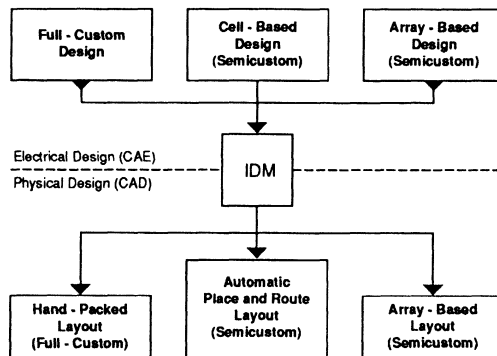 Full - Custom
Design
Cell - Based
Design
(Semicustom)
Array - Based
Design
(Semicustom)
Electrical Design (CAE)
IDM
Physical Design (CAD)
Hand - Packed
Layout
(Full - Custom)
Automatic
Place and Route
Layout
(Semicustom)
Array - Based
Layout
(Semicustom)